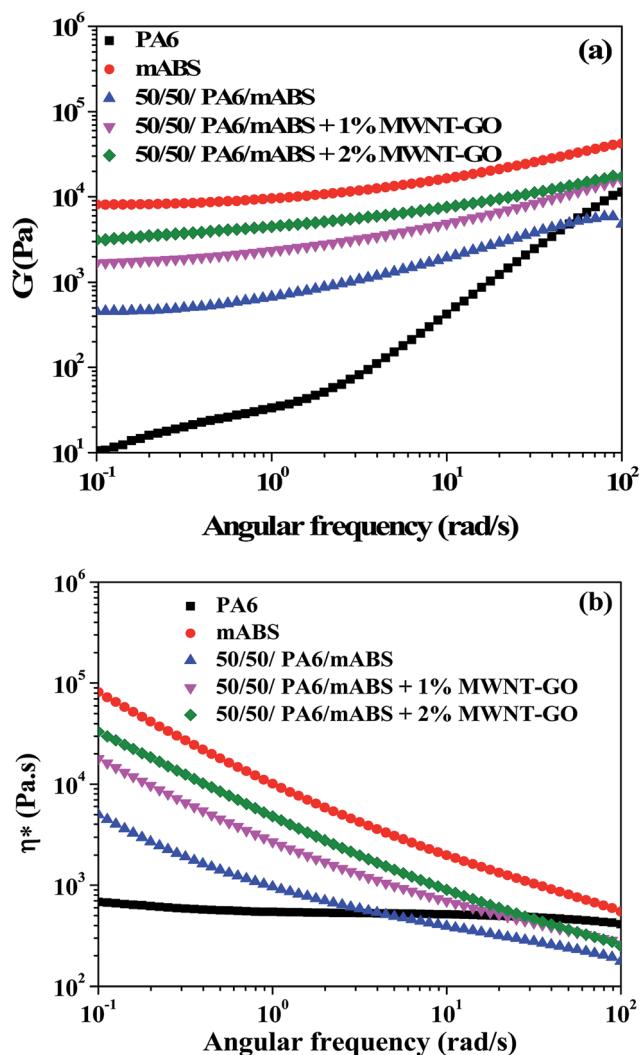 (a)
PA6
mABS
50/50/ PA6/mABS
50/50/ PA6/mABS + 1% MWNT-GO
50/50/ PA6/mABS + 2% MWNT-GO
G'(Pa)
10^6
10^5
10^4
10^3
10^2
10^1
10^-1 10^0 10^1 10^2
Angular frequency (rad/s)
(b)
PA6
mABS
50/50/ PA6/mABS
50/50/ PA6/mABS + 1% MWNT-GO
50/50/ PA6/mABS + 2% MWNT-GO
η* (Pa.s)
10^6
10^5
10^4
10^3
10^2
10^-1 10^0 10^1 10^2
Angular frequency (rad/s)